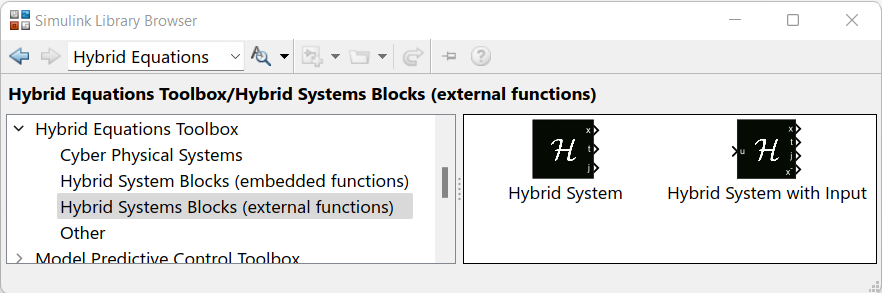 Simulink Library Browser
Hybrid Equations
Hybrid Equations Toolbox/Hybrid Systems Blocks (external functions)
Hybrid Equations Toolbox
Cyber Physical Systems
Hybrid System Blocks (embedded functions)
Hybrid Systems Blocks (external functions)
Other
Model Predictive Control Toolbox
ℋ
x
t
j
Hybrid System
u
ℋ
x
t
j
x⁻
Hybrid System with Input